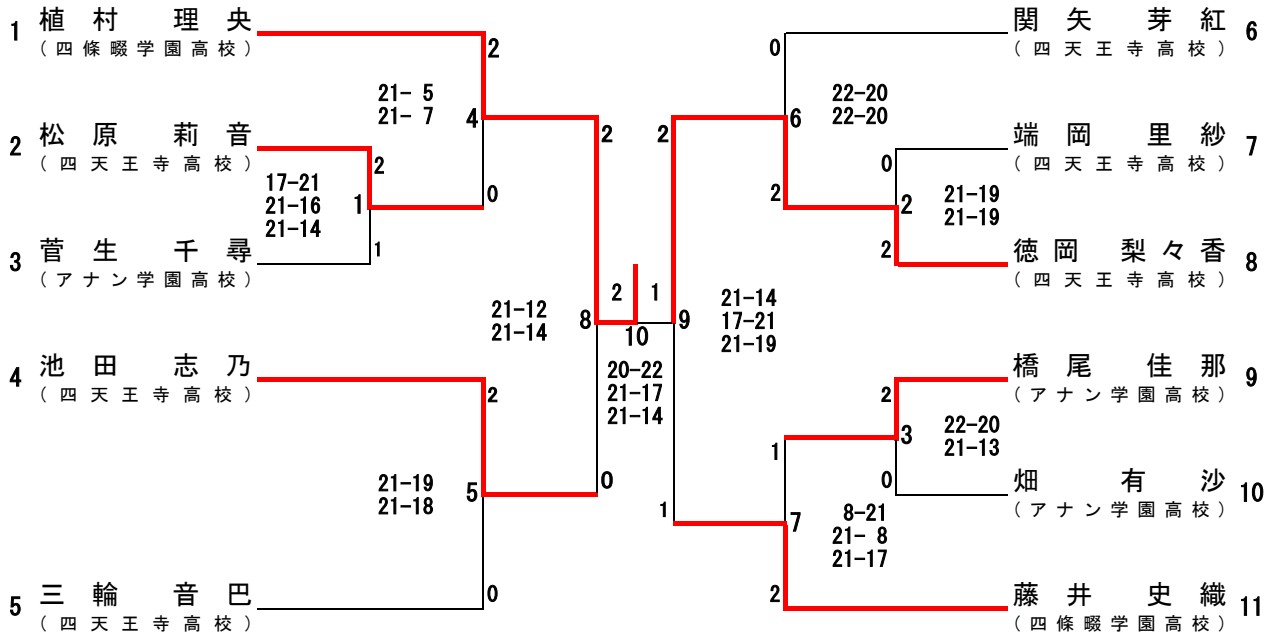 1 植村 理央
(四條畷学園高校)
2 松原 莉音
(四天王寺高校)
3 菅生 千尋
(アナン学園高校)
4 池田 志乃
(四天王寺高校)
5 三輪 音巴
(四天王寺高校)
2
21- 5
21- 7
4
2
17-21
21-16
21-14
1
1
0
2
21-12
21-14
8
2
21-19
21-18
5
0
0
2
1
10
20-22
21-17
21-14
2
9
21-14
17-21
21-19
1
0
22-20
22-20
6
2
0
21-19
21-19
2
2
2
22-20
21-13
3
0
1
8-21
21- 8
21-17
7
2
関矢 芽紅 6
(四天王寺高校)
端岡 里紗 7
(四天王寺高校)
徳岡 梨々香 8
(四天王寺高校)
橋尾 佳那 9
(アナン学園高校)
畑 有沙 10
(アナン学園高校)
藤井 史織 11
(四條畷学園高校)